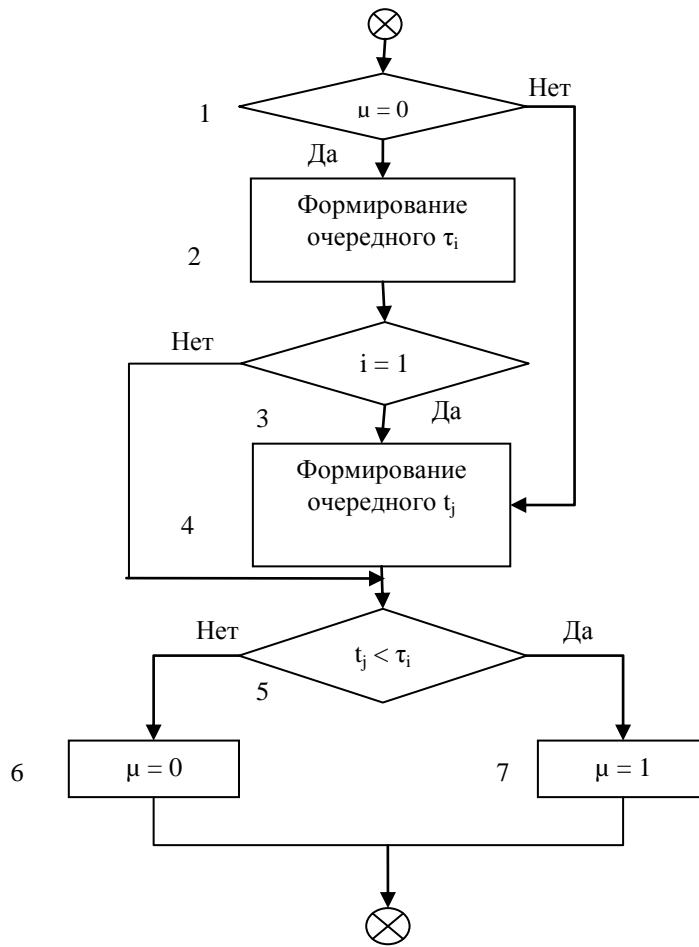 Нет
1
µ = 0
Да
Формирование
очередного τi
2
Нет
i = 1
Да
3
Формирование
очередного tj
4
Нет
Да
tj < τi
5
6
µ = 0
7
µ = 1